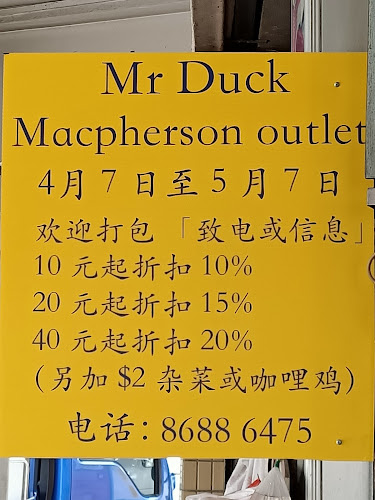 Mr Duck
Macpherson outlet
4月 7 日至 5 月 7 日
欢迎打包 「致电或信息」
10 元起折扣 10%
20 元起折扣 15%
40 元起折扣 20%
(另加 $2 杂菜或咖哩鸡)
电话: 8688 6475